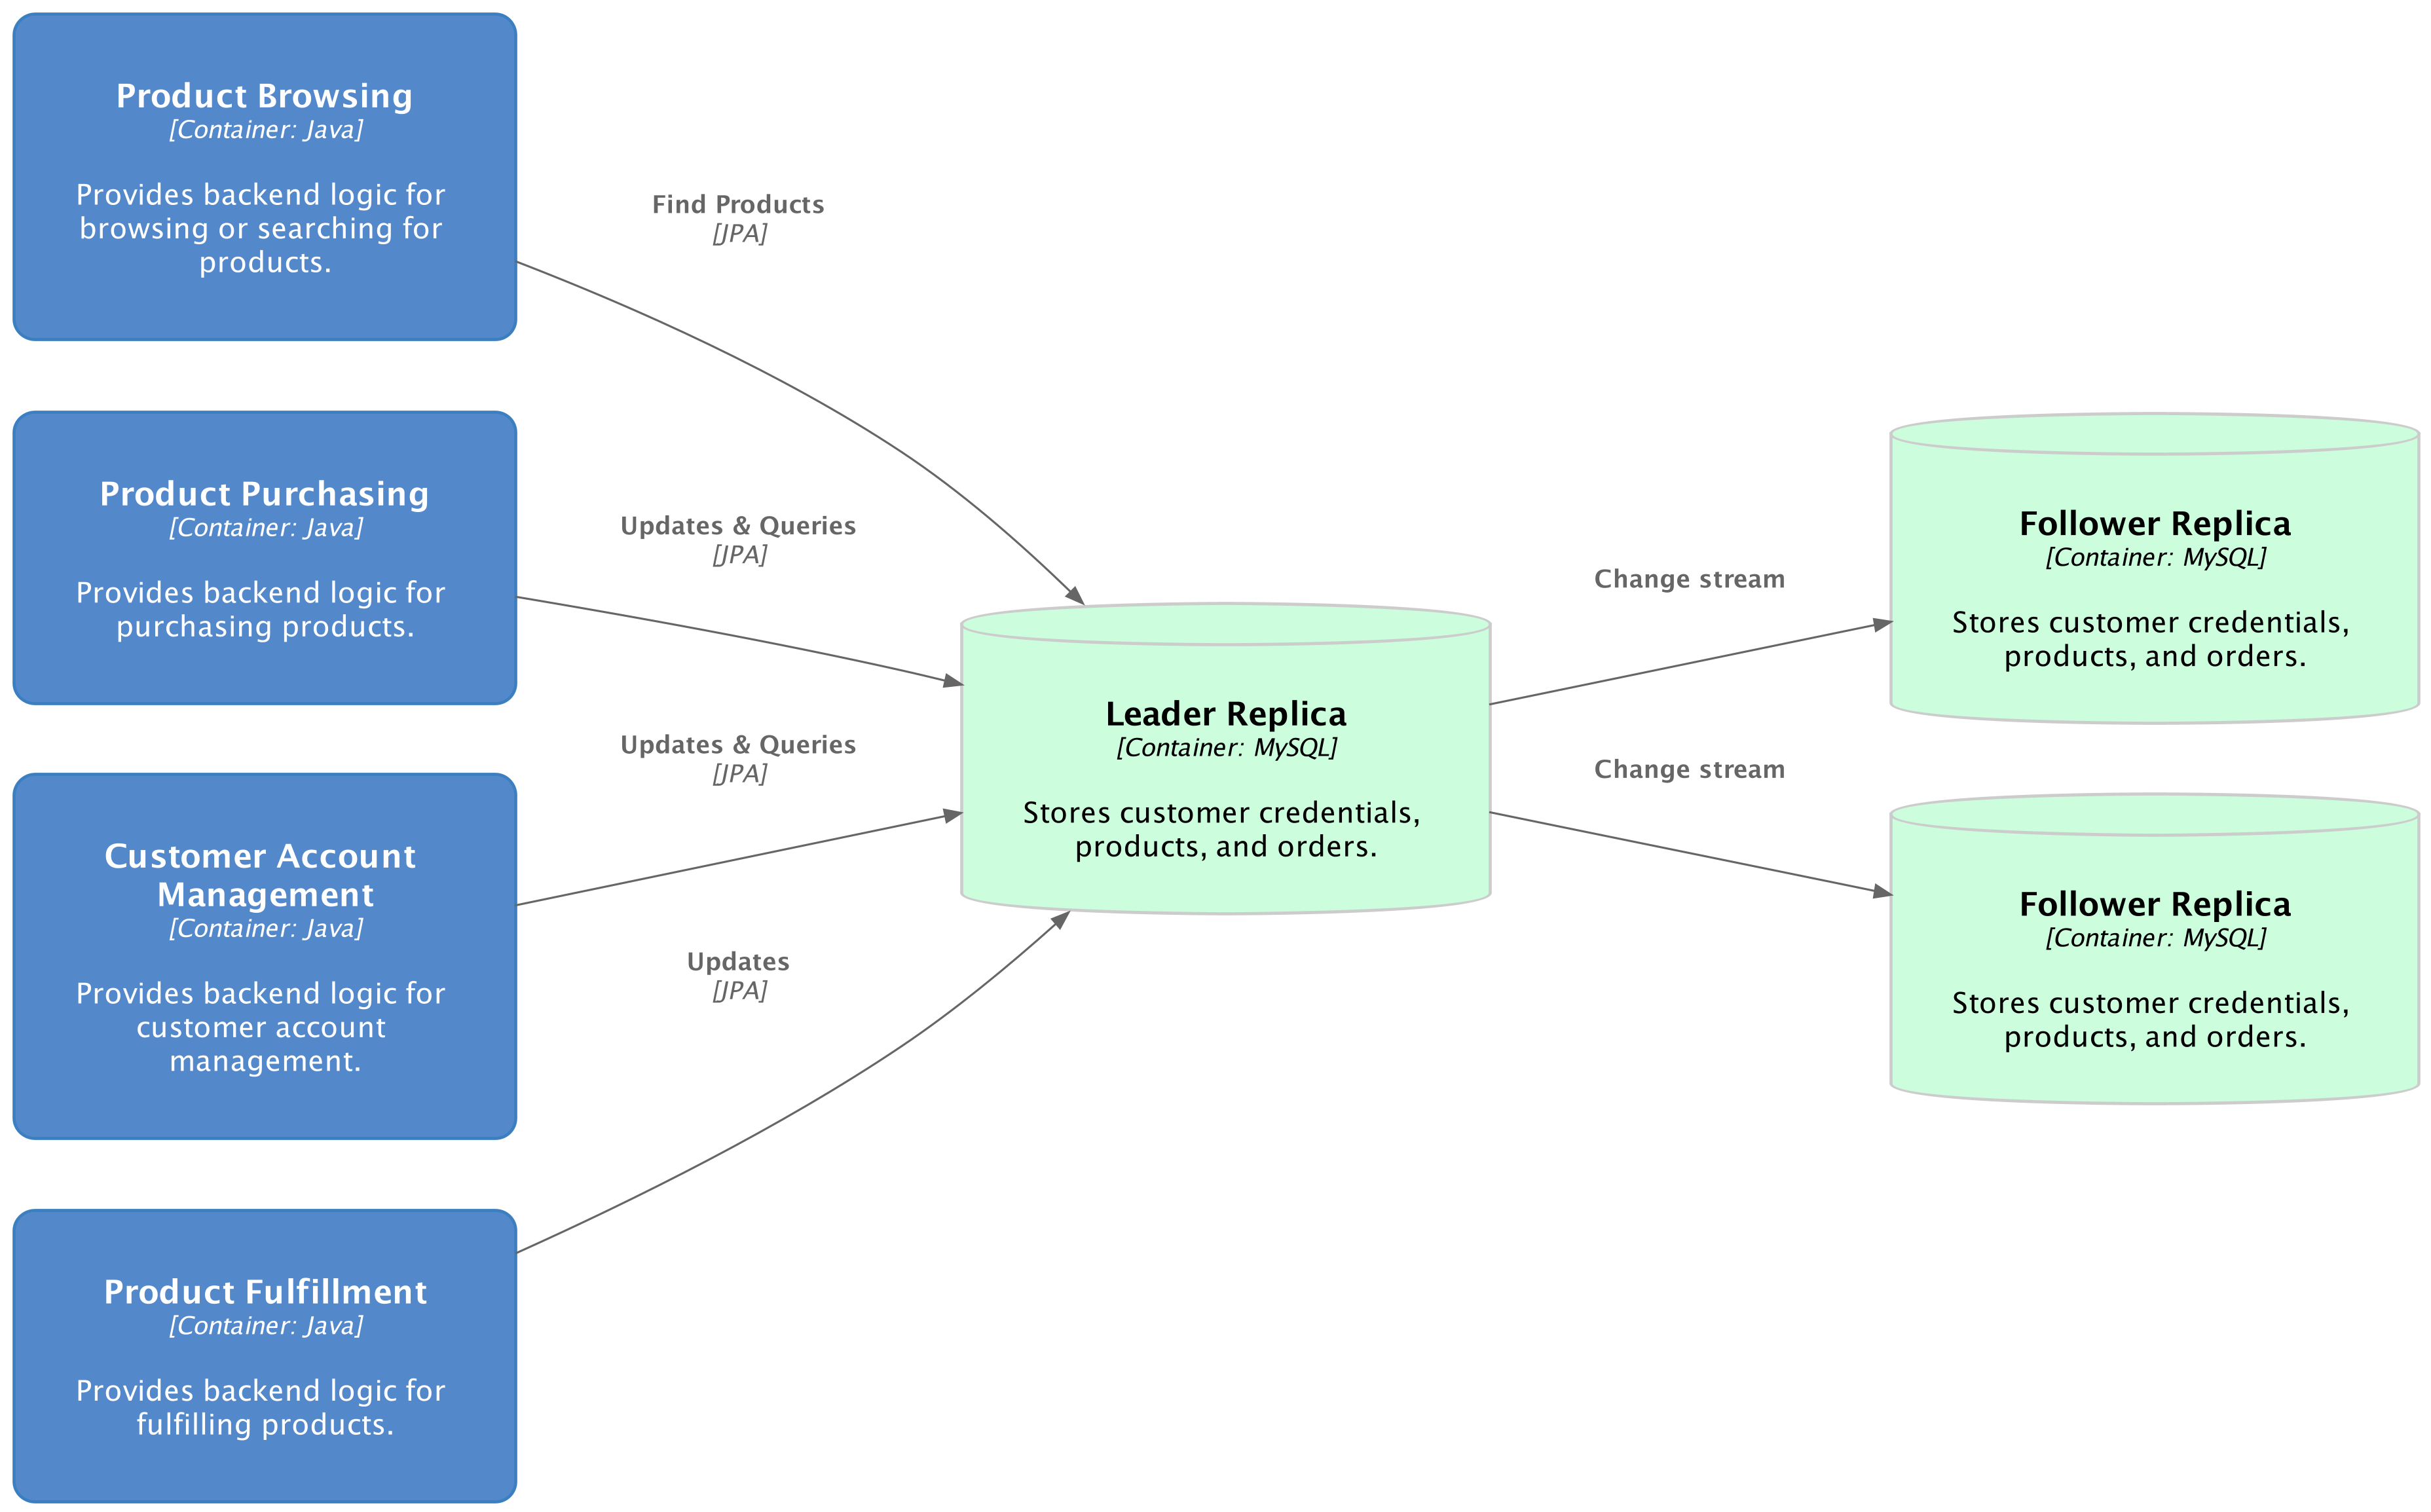 Product Browsing
[Container: Java]
Provides backend logic for
browsing or searching for
products.
Find Products
[JPA]
Product Purchasing
[Container: Java]
Provides backend logic for
purchasing products.
Updates & Queries
[JPA]
Customer Account
Management
[Container: Java]
Provides backend logic for
customer account
management.
Updates & Queries
[JPA]
Product Fulfillment
[Container: Java]
Provides backend logic for
fulfilling products.
Updates
[JPA]
Leader Replica
[Container: MySQL]
Stores customer credentials,
products, and orders.
Change stream
Follower Replica
[Container: MySQL]
Stores customer credentials,
products, and orders.
Change stream
Follower Replica
[Container: MySQL]
Stores customer credentials,
products, and orders.